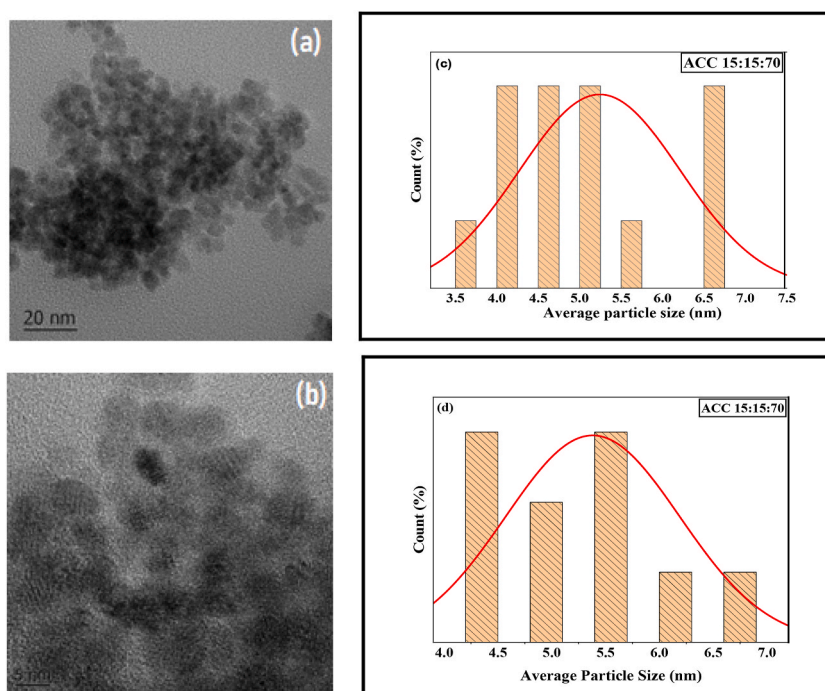 (a)
20 nm
(c)
ACC 15:15:70
Count (%)
3.5 4.0 4.5 5.0 5.5 6.0 6.5 7.0 7.5
Average particle size (nm)
(b)
5 nm
(d)
ACC 15:15:70
Count (%)
4.0 4.5 5.0 5.5 6.0 6.5 7.0
Average Particle Size (nm)